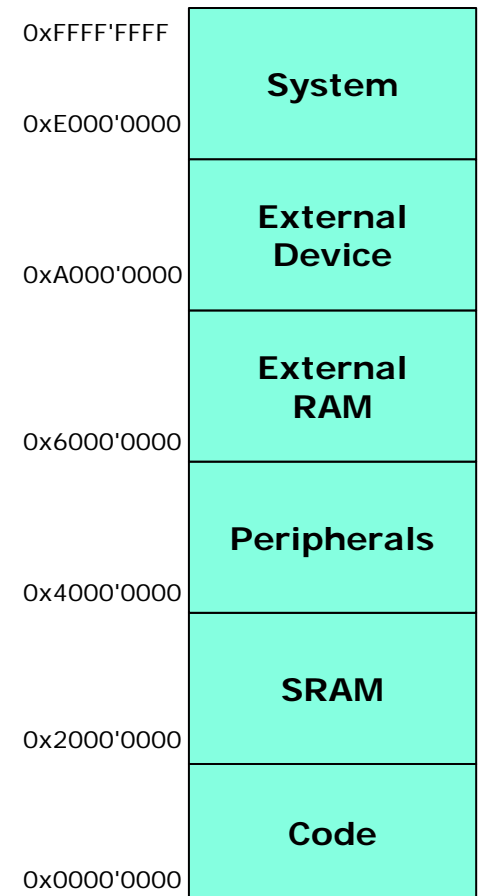 0xFFFF'FFFF
System
0xE000'0000
External
Device
0xA000'0000
External
RAM
0x6000'0000
Peripherals
0x4000'0000
SRAM
0x2000'0000
Code
0x0000'0000